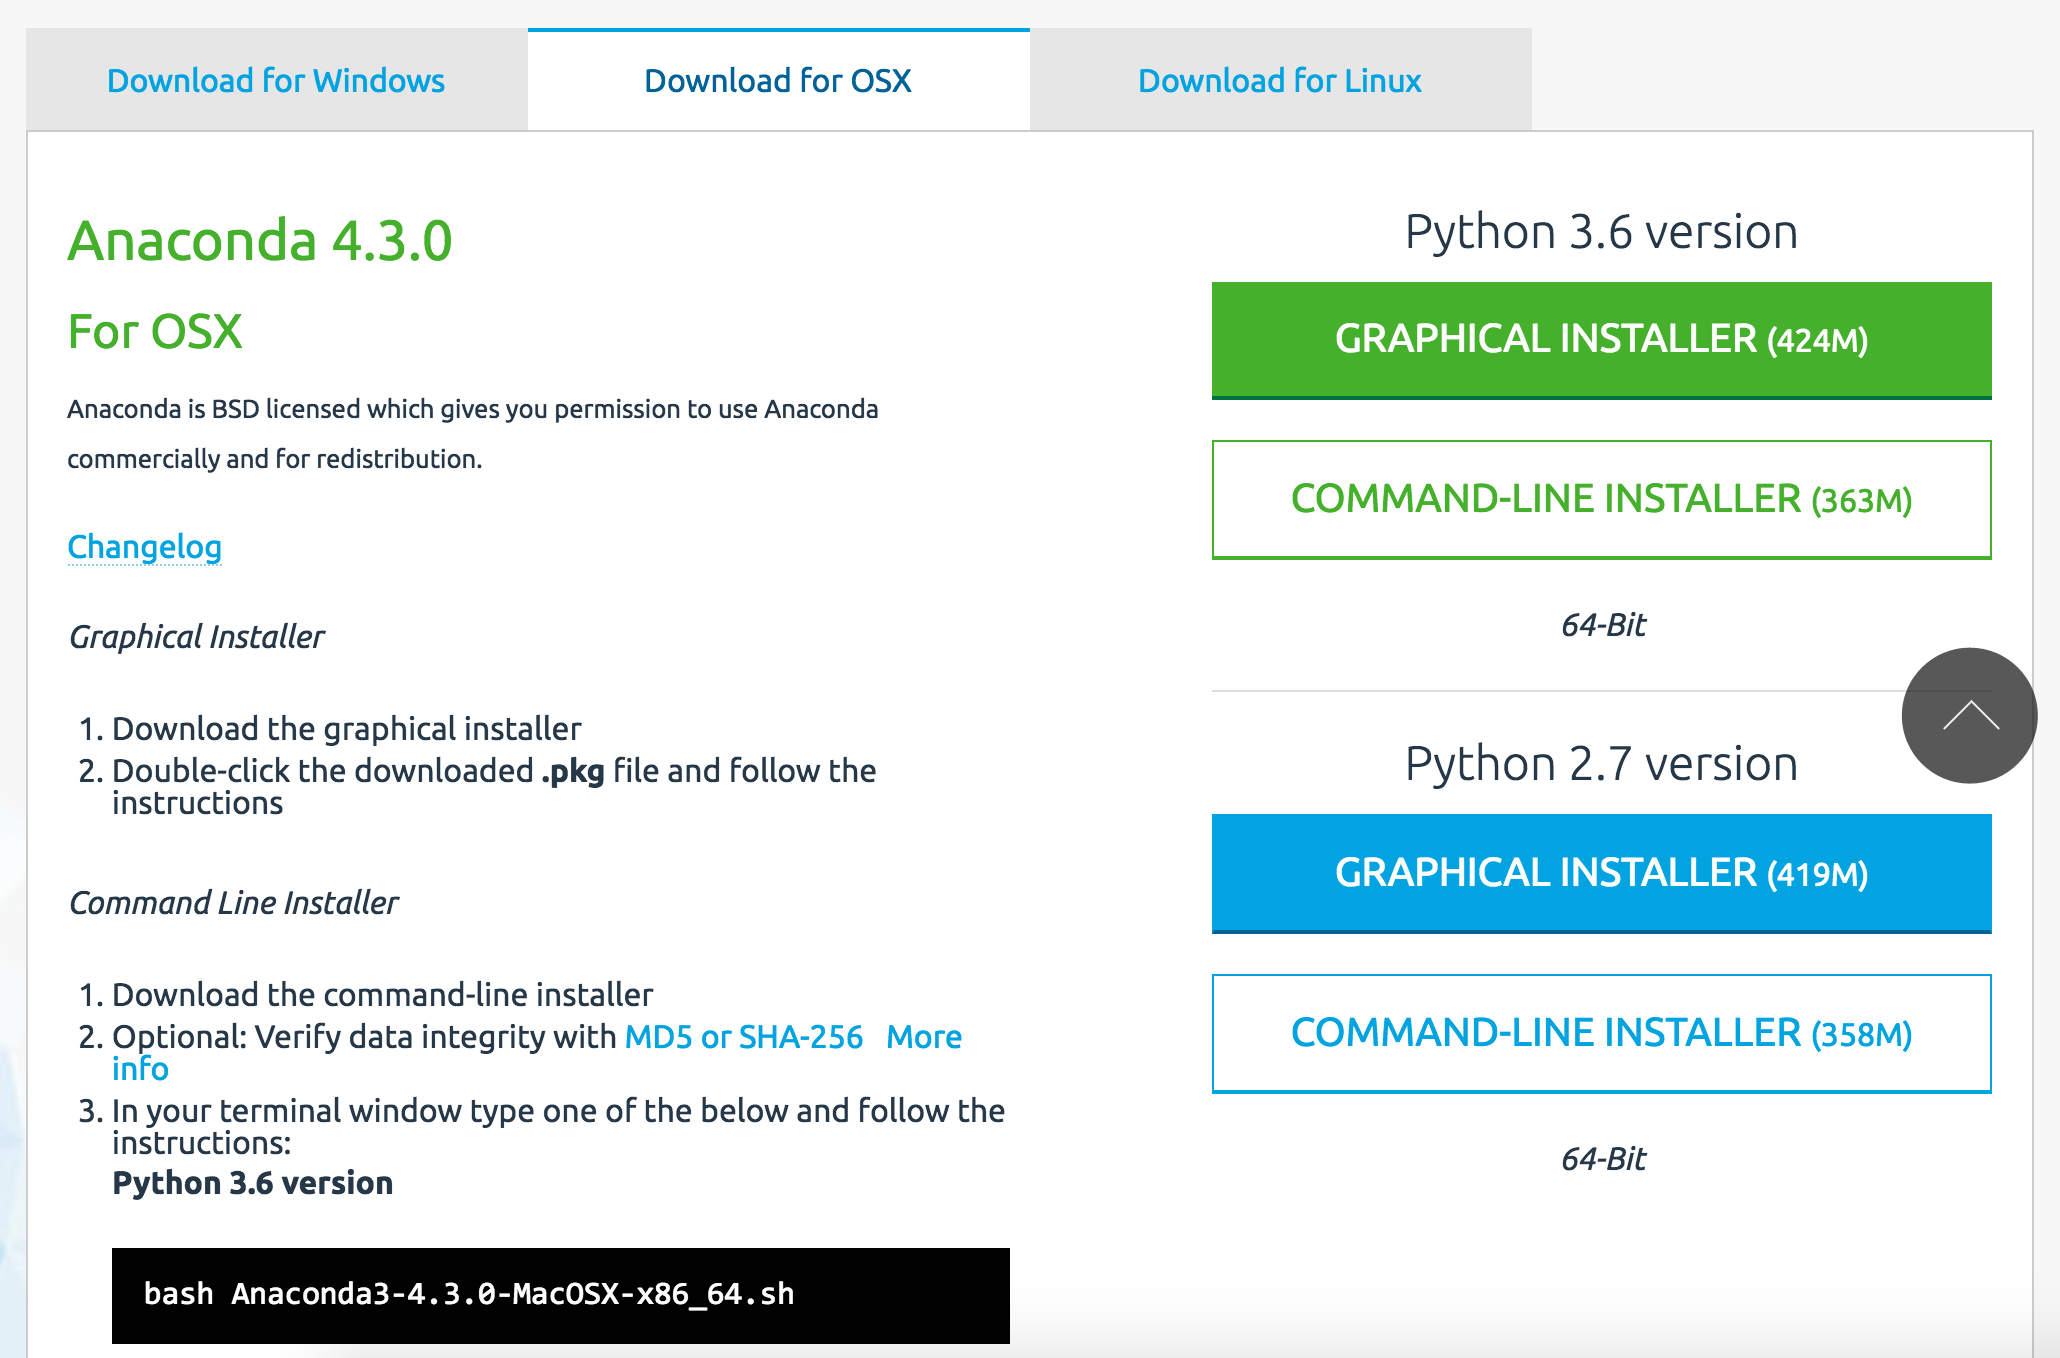 Download for Windows
Download for OSX
Download for Linux
Anaconda 4.3.0
For OSX
Anaconda is BSD licensed which gives you permission to use Anaconda
commercially and for redistribution.
Changelog
Graphical Installer
1. Download the graphical installer
2. Double-click the downloaded .pkg file and follow the
instructions
Command Line Installer
1. Download the command-line installer
2. Optional: Verify data integrity with MD5 or SHA-256 More
info
3. In your terminal window type one of the below and follow the
instructions:
Python 3.6 version
bash Anaconda3-4.3.0-MacOSX-x86_64.sh
Python 3.6 version
GRAPHICAL INSTALLER (424M)
COMMAND-LINE INSTALLER (363M)
64-Bit
Python 2.7 version
GRAPHICAL INSTALLER (419M)
COMMAND-LINE INSTALLER (358M)
64-Bit